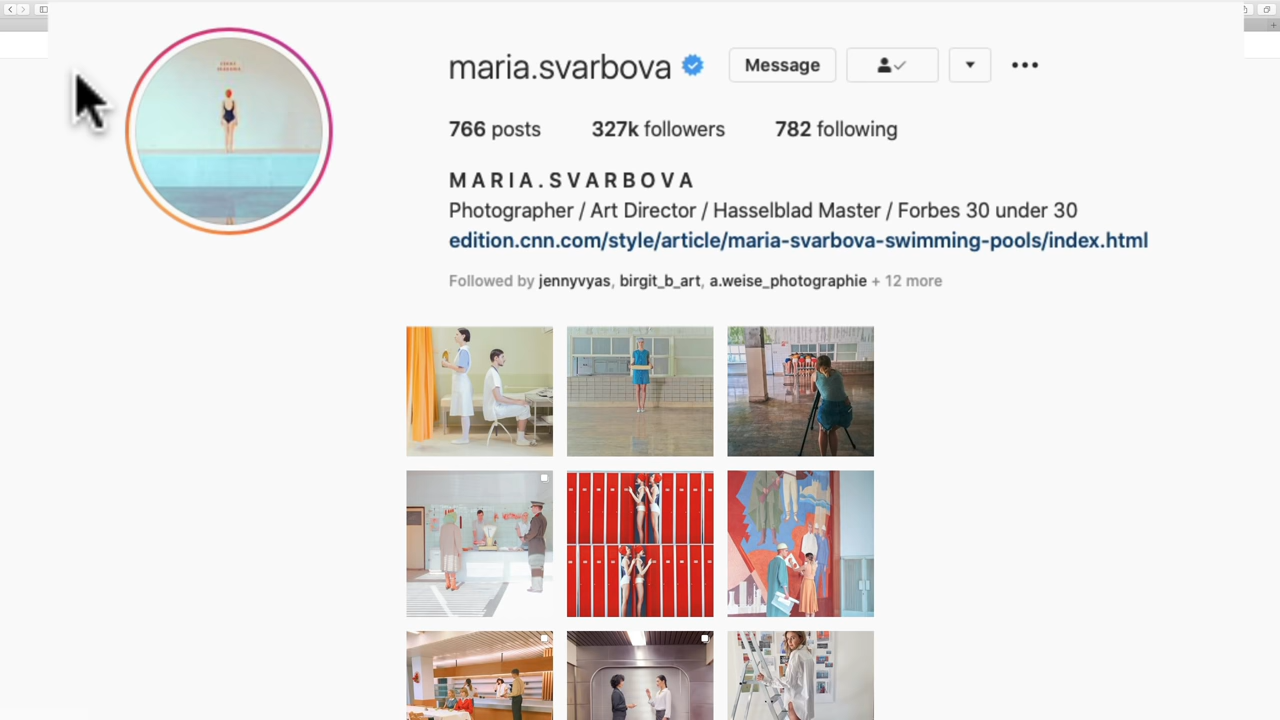 maria.svarbova Message
766 posts 327k followers 782 following
MARIA.SVARBOVA
Photographer / Art Director / Hasselblad Master / Forbes 30 under 30
edition.cnn.com/style/article/maria-svarbova-swimming-pools/index.html
Followed by jennyvyas, birgit_b_art, a.weise_photographie + 12 more